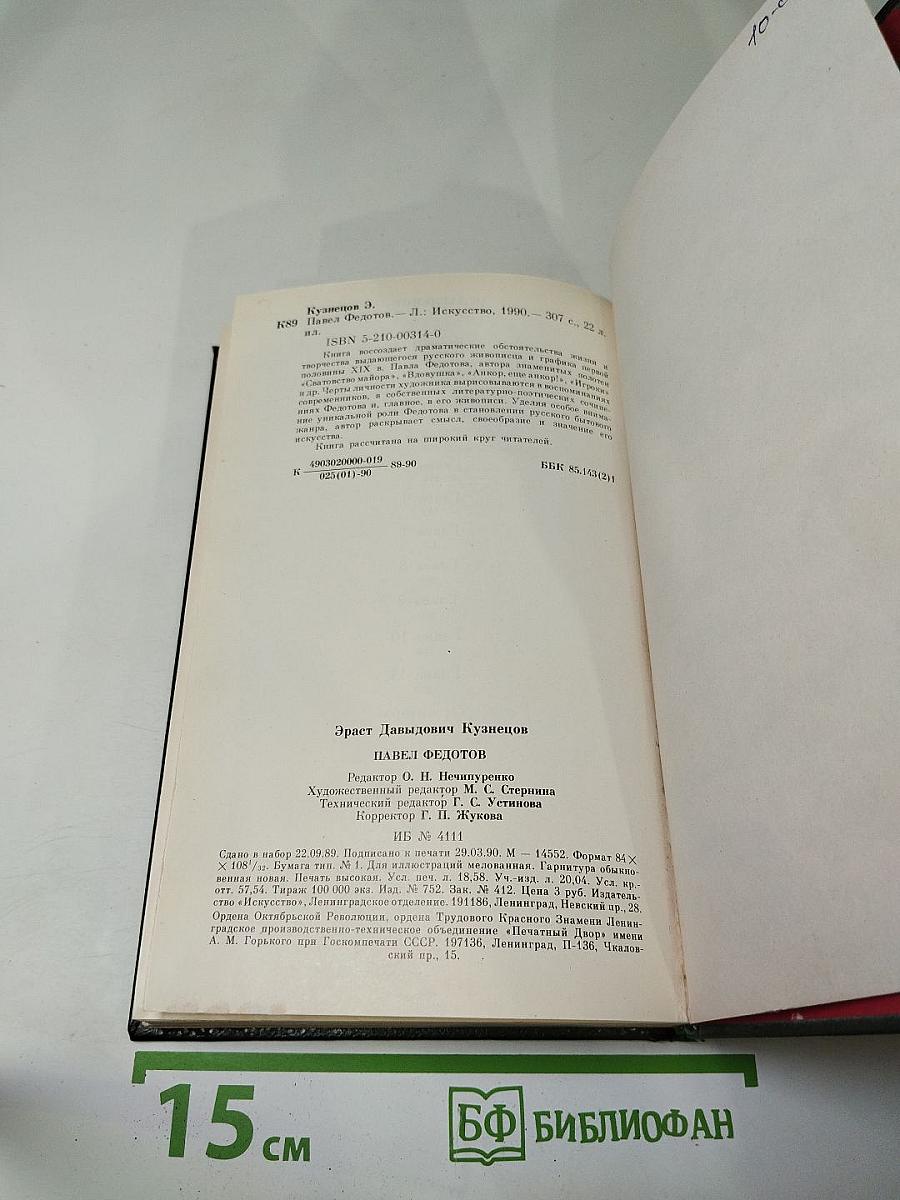 10-
Кузнецов Э.
К89 Павел Федотов.— Л.: Искусство, 1990.— 307 с., 22 л.
ил.
ISBN 5-210-00314-0
Книга воссоздает драматические обстоятельства жизни и
творчества выдающегося русского живописца и графика первой
половины XIX в. Павла Федотова, автора знаменитых полотен
«Сватовство майора», «Вдовушка», «Анкор, еще анкор!», «Игроки»
и др. Черты личности художника вырисовываются в воспоминаниях
современников, в собственных литературно-поэтических сочине-
ниях Федотова и, главное, в его живописи. Уделяя особое внима-
ние уникальной роли Федотова в становлении русского бытового
жанра, автор раскрывает смысл, своеобразие и значение его
искусства.
Книга рассчитана на широкий круг читателей.
К 4903020000-019 89-90 ББК 85.143(2)1
025(01)-90
Эраст Давыдович Кузнецов
ПАВЕЛ ФЕДОТОВ
Редактор О. Н. Нечипуренко
Художественный редактор М. С. Стернина
Технический редактор Г. С. Устинова
Корректор Г. П. Жукова
ИБ № 4111
Сдано в набор 22.09.89. Подписано к печати 29.03.90. М — 14552. Формат 84×
×108¹/₃₂. Бумага тип. № 1. Для иллюстраций мелованная. Гарнитура обыкно-
венная новая. Печать высокая. Усл. печ. л. 18,58. Уч.-изд. л. 20,04. Усл. кр.-
отт. 57,54. Тираж 100 000 экз. Изд. № 752. Зак. № 412. Цена 3 руб. Издатель-
ство «Искусство», Ленинградское отделение. 191186, Ленинград, Невский пр., 28.
Ордена Октябрьской Революции, ордена Трудового Красного Знамени Ленин-
градское производственно-техническое объединение «Печатный Двор» имени
А. М. Горького при Госкомпечати СССР. 197136, Ленинград, П-136, Чкалов-
ский пр., 15.
15 см
БФ БИБЛИОФАН